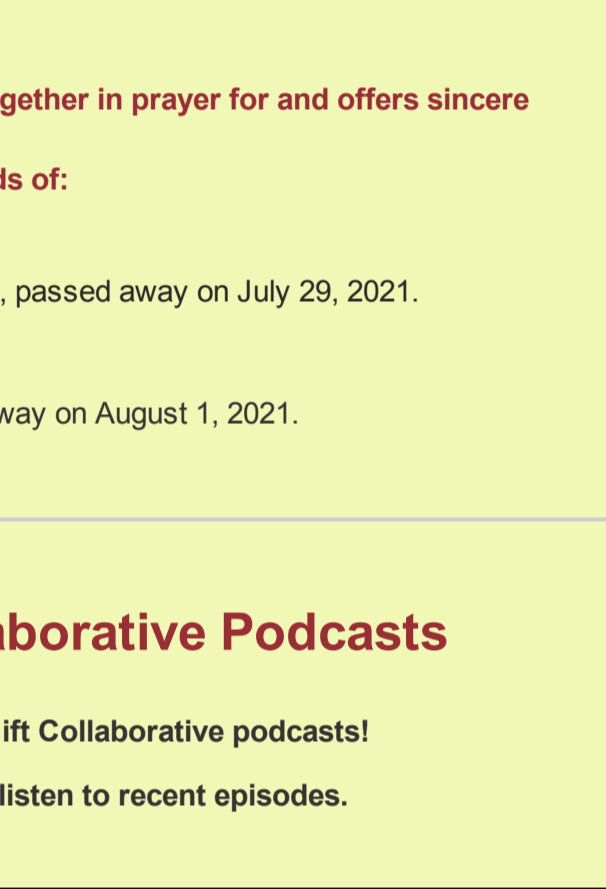 gether in prayer for and offers sincere
ds of:
, passed away on July 29, 2021.
way on August 1, 2021.
aborative Podcasts
ift Collaborative podcasts!
listen to recent episodes.